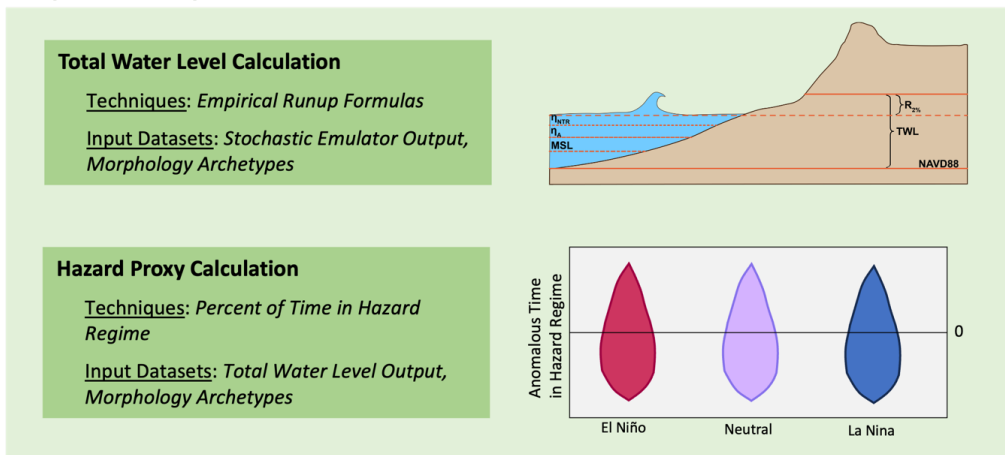 Total Water Level Calculation
Techniques: Empirical Runup Formulas
Input Datasets: Stochastic Emulator Output,
Morphology Archetypes
η_NTR
η_A
MSL
R_2%
TWL
NAVD88
Hazard Proxy Calculation
Techniques: Percent of Time in Hazard
Regime
Input Datasets: Total Water Level Output,
Morphology Archetypes
Anomalous Time
in Hazard Regime
0
El Niño
Neutral
La Nina